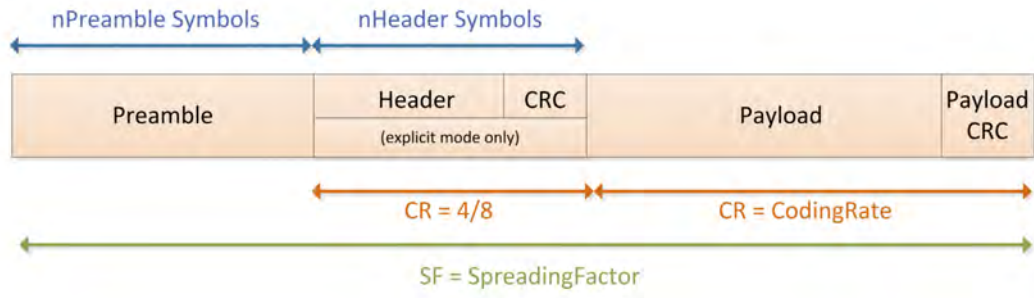 nPreamble Symbols
nHeader Symbols
Preamble
Header
CRC
(explicit mode only)
Payload
Payload
CRC
CR = 4/8
CR = CodingRate
SF = SpreadingFactor